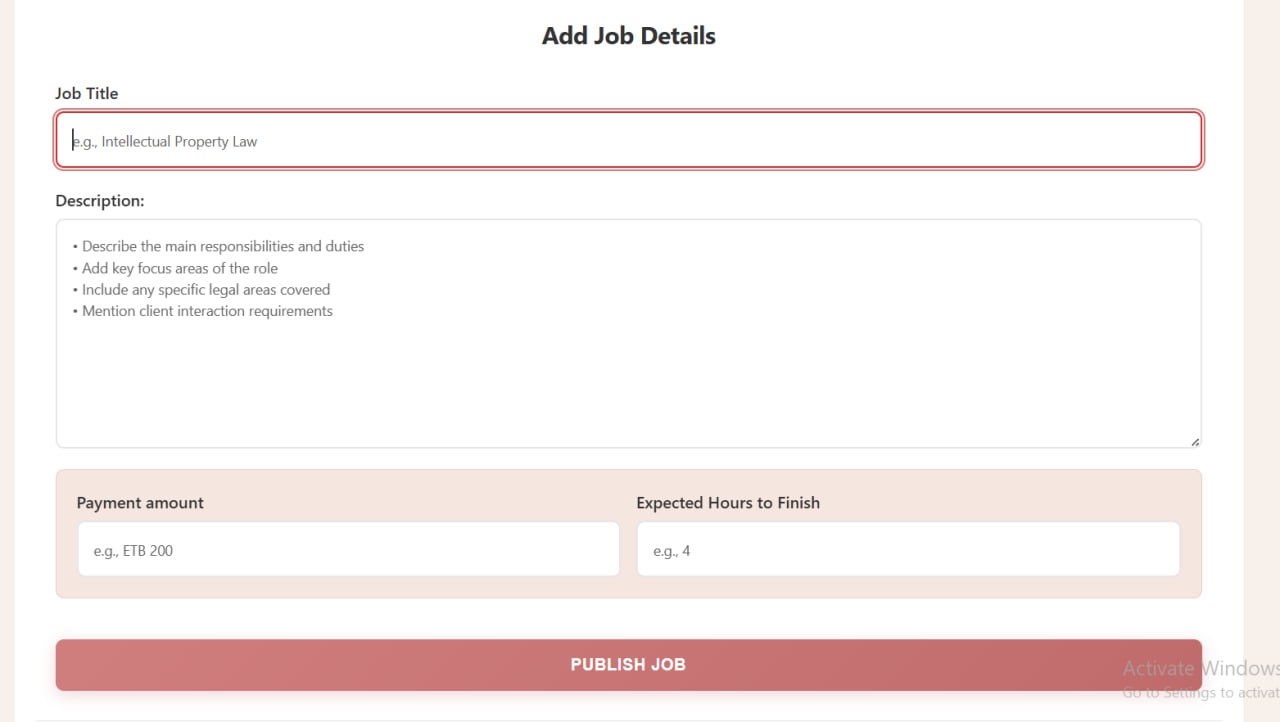 Add Job Details
Job Title
e.g., Intellectual Property Law
Description:
• Describe the main responsibilities and duties
• Add key focus areas of the role
• Include any specific legal areas covered
• Mention client interaction requirements
Payment amount
Expected Hours to Finish
e.g., ETB 200
e.g., 4
PUBLISH JOB
Activate Windows
Go to Settings to activat